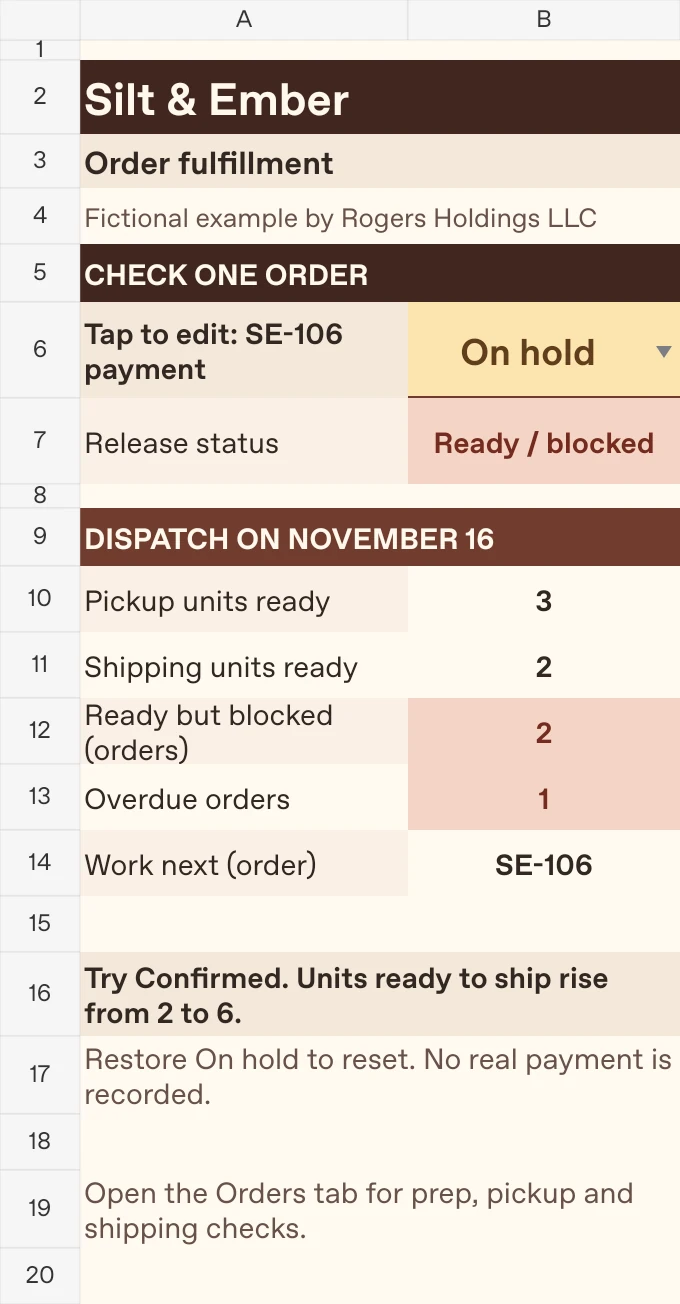 A B
1
2 Silt & Ember
3 Order fulfillment
4 Fictional example by Rogers Holdings LLC
5 CHECK ONE ORDER
6 Tap to edit: SE-106
payment
On hold
7 Release status Ready / blocked
8
9 DISPATCH ON NOVEMBER 16
10 Pickup units ready 3
11 Shipping units ready 2
12 Ready but blocked
(orders)
2
13 Overdue orders 1
14 Work next (order) SE-106
15
16 Try Confirmed. Units ready to ship rise
from 2 to 6.
17 Restore On hold to reset. No real payment is
recorded.
18
19 Open the Orders tab for prep, pickup and
shipping checks.
20